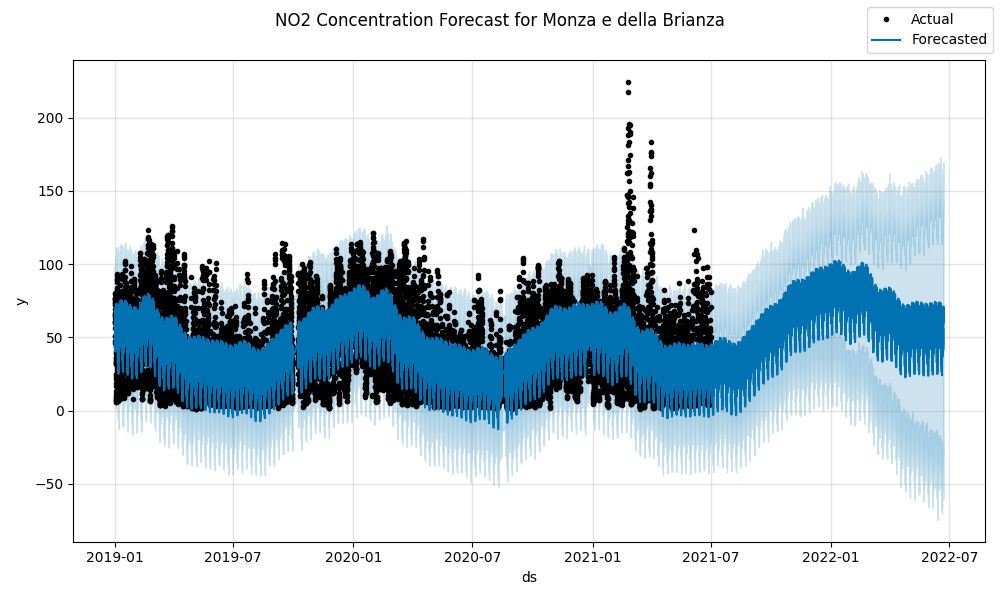 NO2 Concentration Forecast for Monza e della Brianza
Actual
Forecasted
200
150
100
50
0
−50
y
2019-01 2019-07 2020-01 2020-07 2021-01 2021-07 2022-01 2022-07
ds